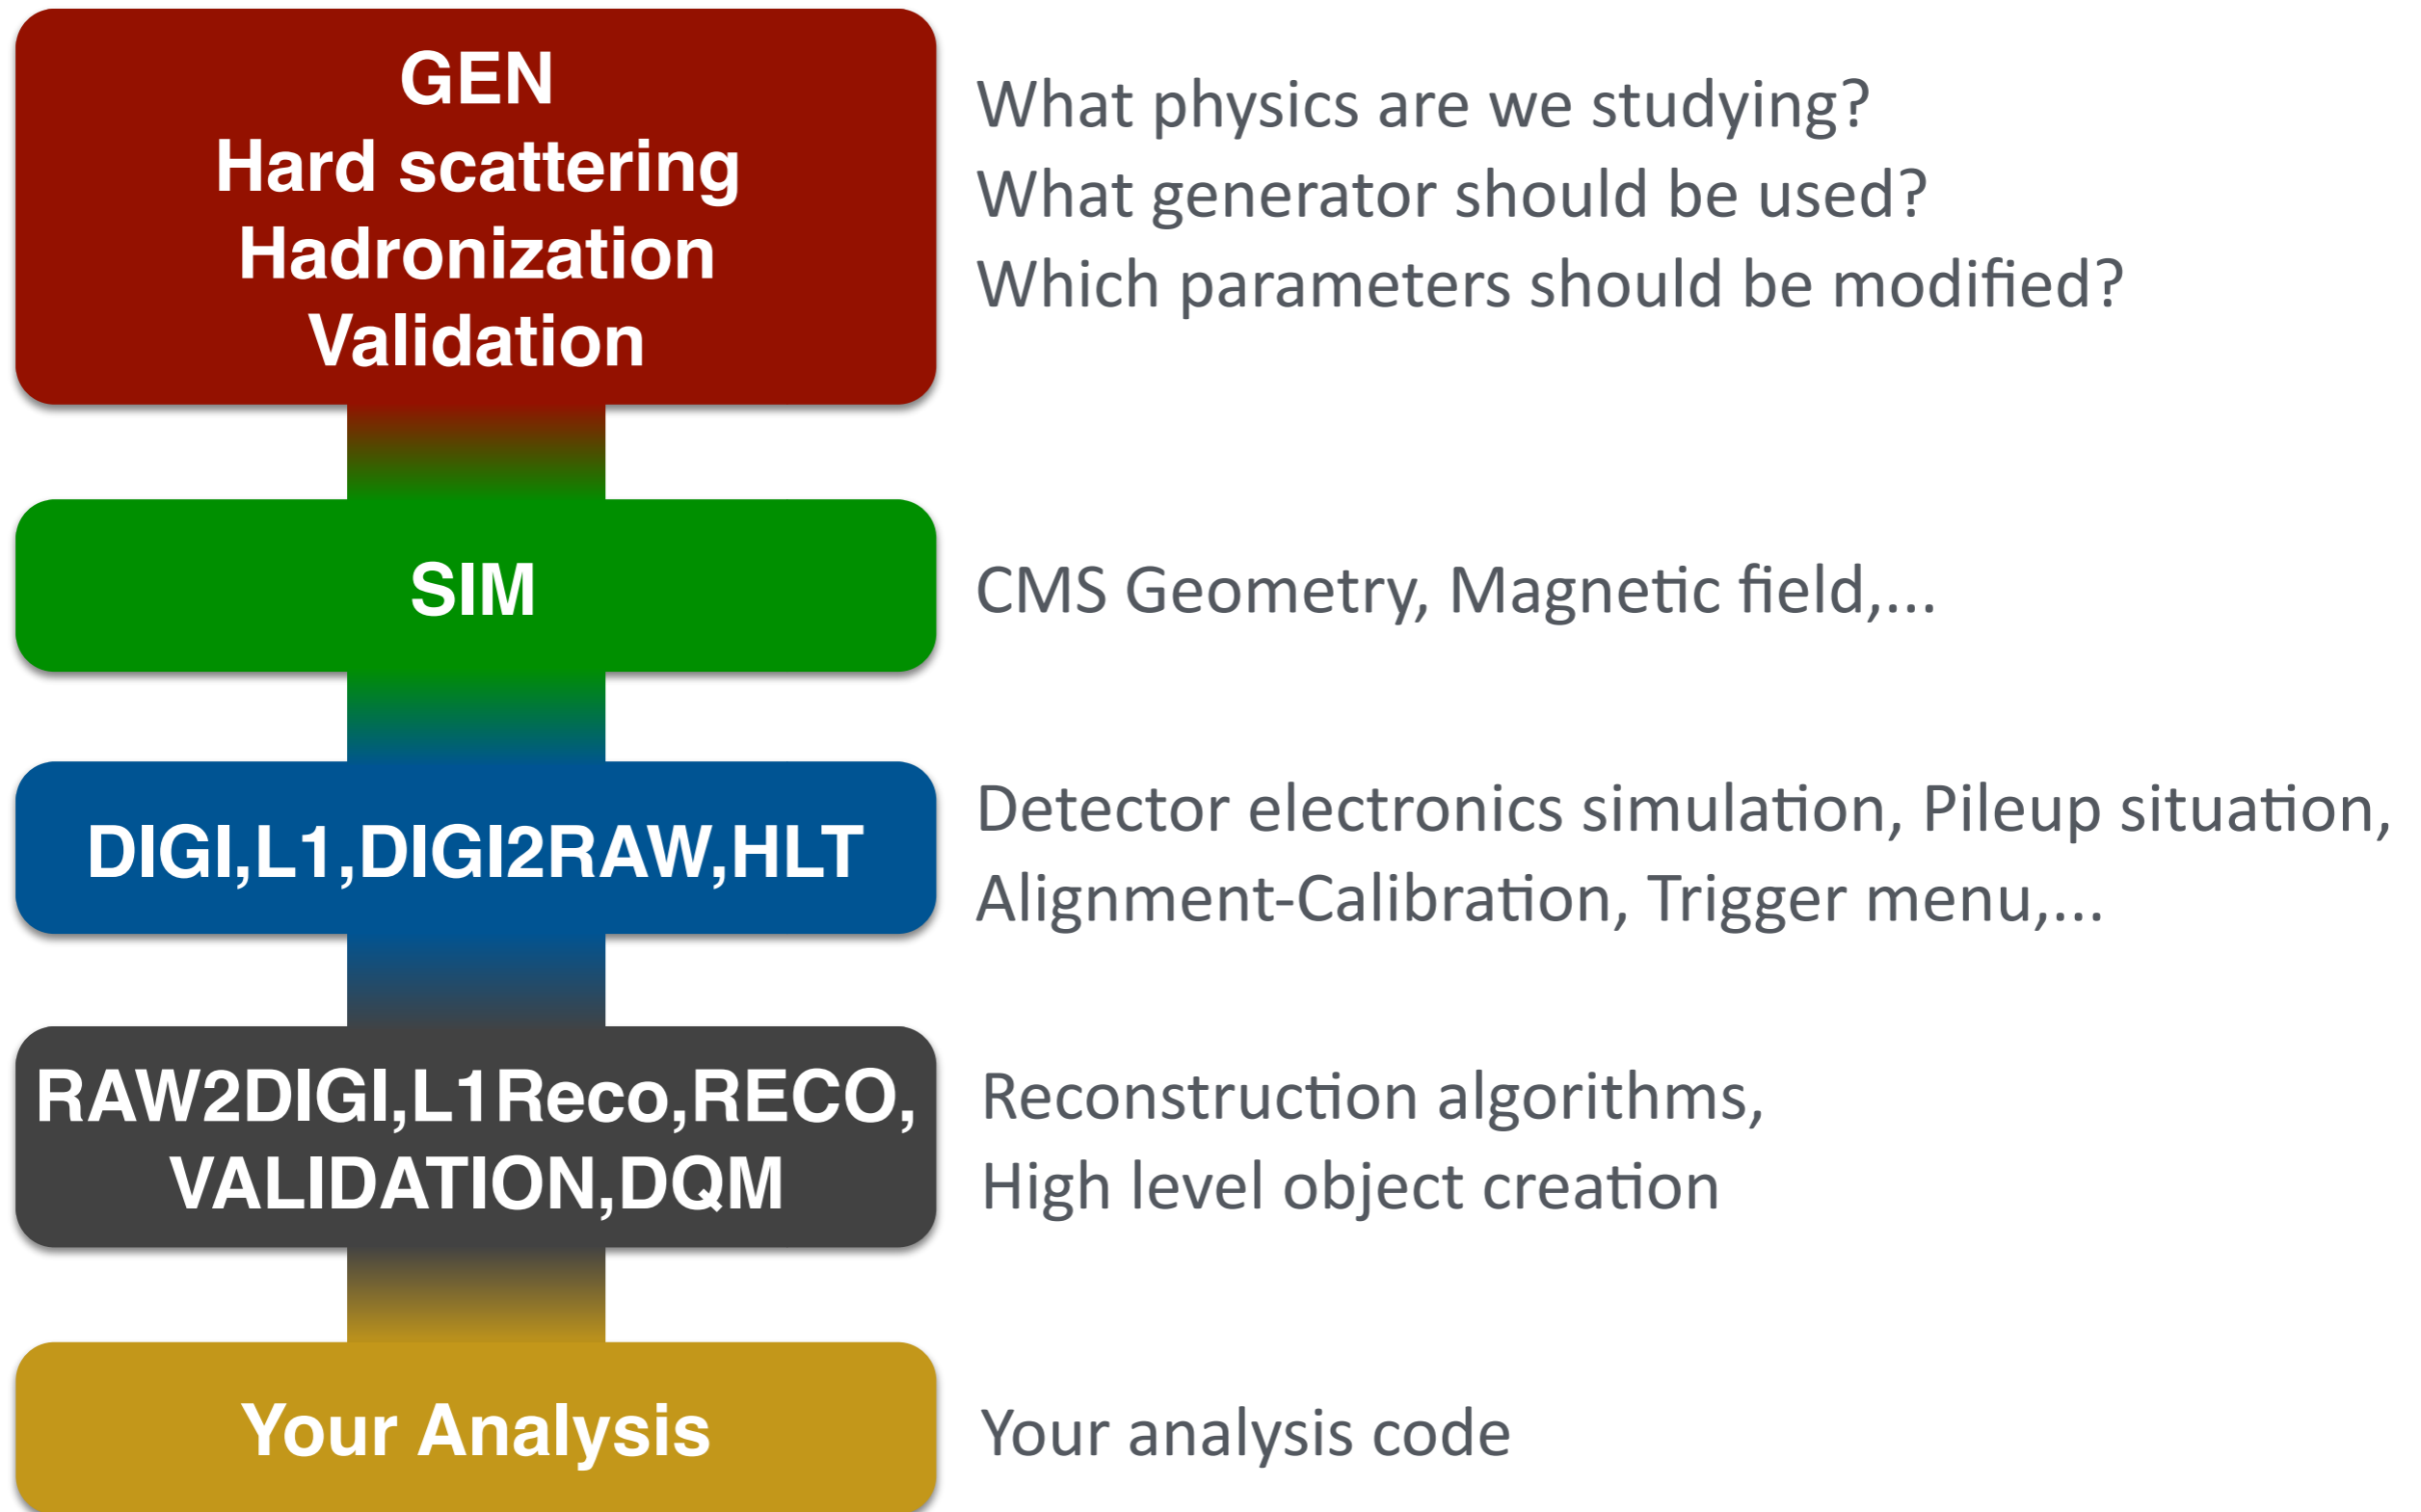 GEN
Hard scattering
Hadronization
Validation
What physics are we studying?
What generator should be used?
Which parameters should be modified?
SIM
CMS Geometry, Magnetic field,...
DIGI,L1,DIGI2RAW,HLT
Detector electronics simulation, Pileup situation,
Alignment-Calibration, Trigger menu,...
RAW2DIGI,L1Reco,RECO,
VALIDATION,DQM
Reconstruction algorithms,
High level object creation
Your Analysis
Your analysis code